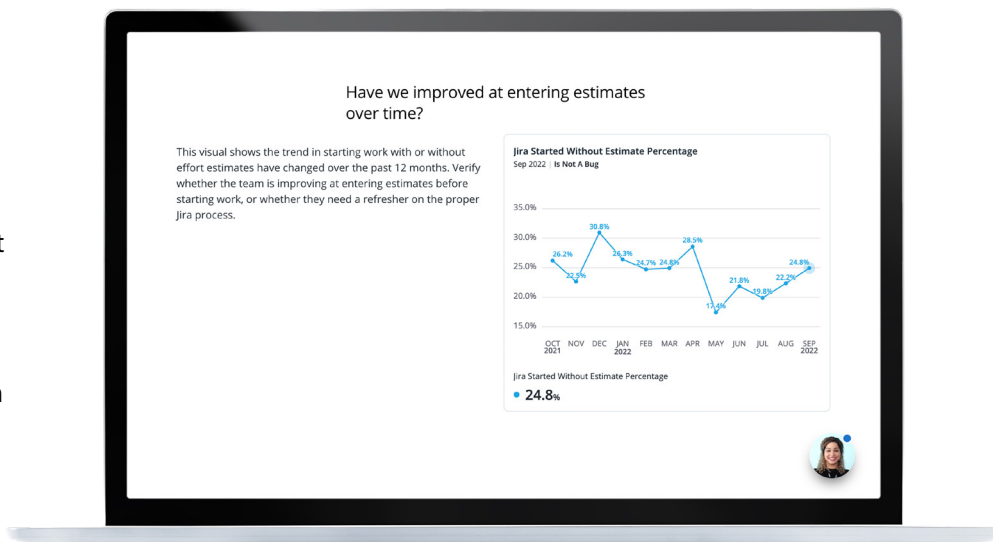 Have we improved at entering estimates
over time?
This visual shows the trend in starting work with or without
effort estimates have changed over the past 12 months. Verify
whether the team is improving at entering estimates before
starting work, or whether they need a refresher on the proper
Jira process.
Jira Started Without Estimate Percentage
Sep 2022 | Is Not A Bug
35.0%
30.0%
25.0%
20.0%
15.0%
26.2%
22.5%
30.8%
26.3%
24.7%
24.8%
28.5%
17.4%
21.8%
19.8%
22.2%
24.8%
OCT NOV DEC JAN FEB MAR APR MAY JUN JUL AUG SEP
2021 2022 2022
Jira Started Without Estimate Percentage
24.8%